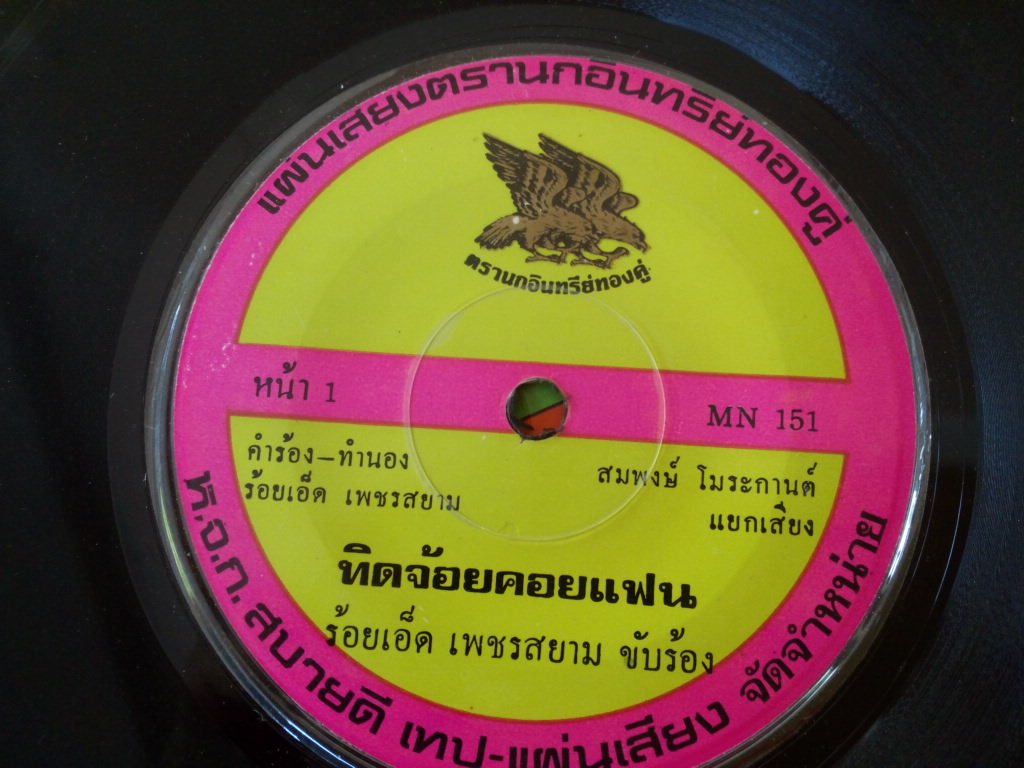 แผ่นเสียงตรานกอินทรีย์ทองคู่
ตรานกอินทรีย์ทองคู่
หน้า 1
MN 151
คำร้อง–ทำนอง
ร้อยเอ็ด เพชรสยาม
สมพงษ์ โมระกานต์
แยกเสียง
ทิดจ้อยคอยแฟน
ร้อยเอ็ด เพชรสยาม ขับร้อง
ห.จ.ก. สบายดี เทป-แผ่นเสียง จัดจำหน่าย